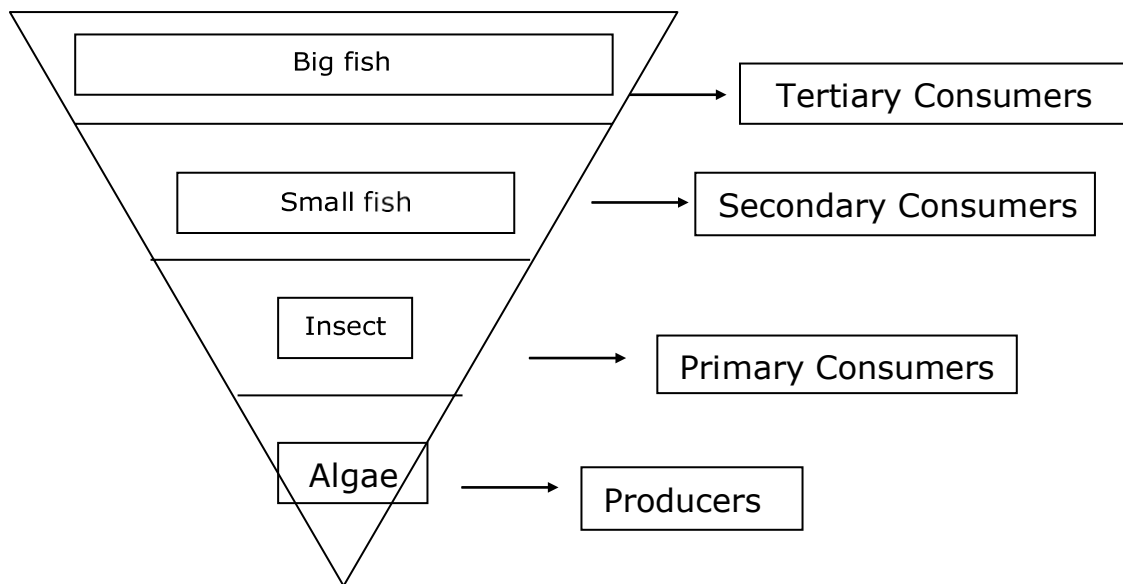 Big fish
Tertiary Consumers
Small fish
Secondary Consumers
Insect
Primary Consumers
Algae
Producers